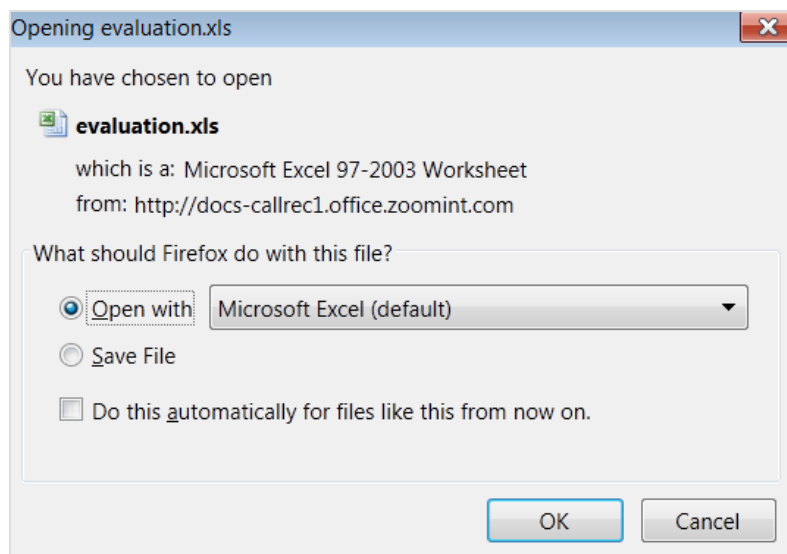 Opening evaluation.xls
You have chosen to open
evaluation.xls
which is a: Microsoft Excel 97-2003 Worksheet
from: http://docs-callrec1.office.zoomint.com
What should Firefox do with this file?
Open with Microsoft Excel (default)
Save File
Do this automatically for files like this from now on.
OK Cancel